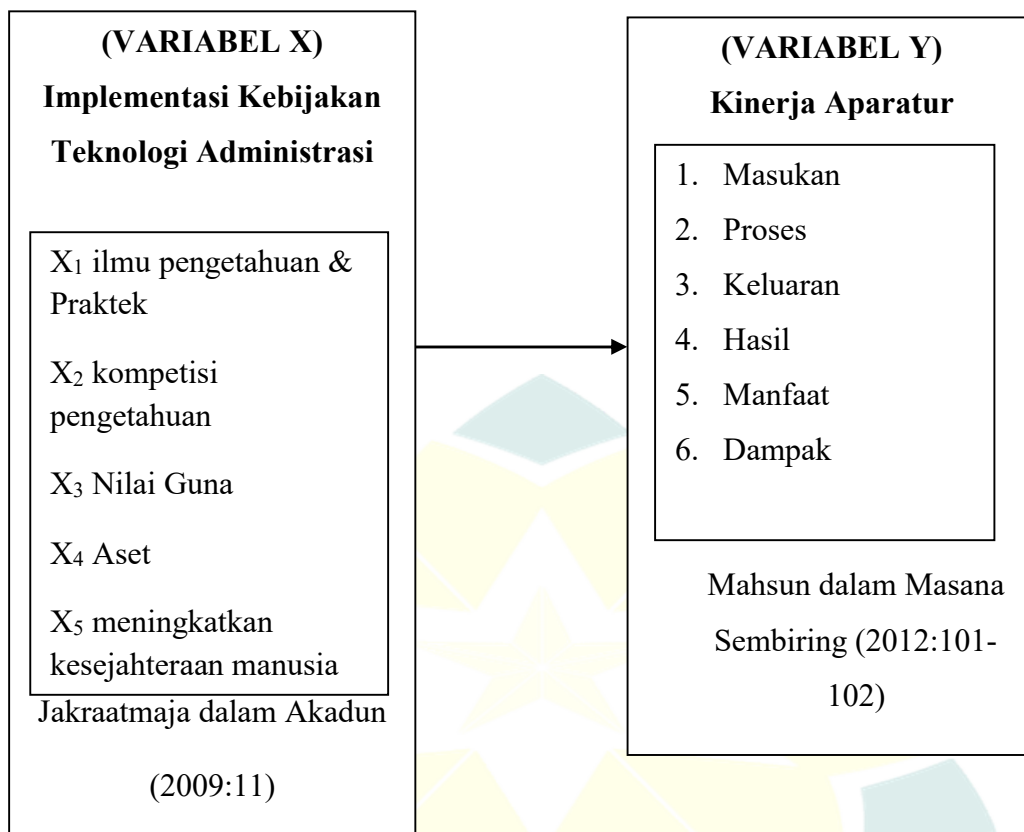 (VARIABEL X)
Implementasi Kebijakan
Teknologi Administrasi
X₁ ilmu pengetahuan &
Praktek
X₂ kompetisi
pengetahuan
X₃ Nilai Guna
X₄ Aset
X₅ meningkatkan
kesejahteraan manusia
Jakraatmaja dalam Akadun
(2009:11)
(VARIABEL Y)
Kinerja Aparatur
1. Masukan
2. Proses
3. Keluaran
4. Hasil
5. Manfaat
6. Dampak
Mahsun dalam Masana
Sembiring (2012:101-
102)